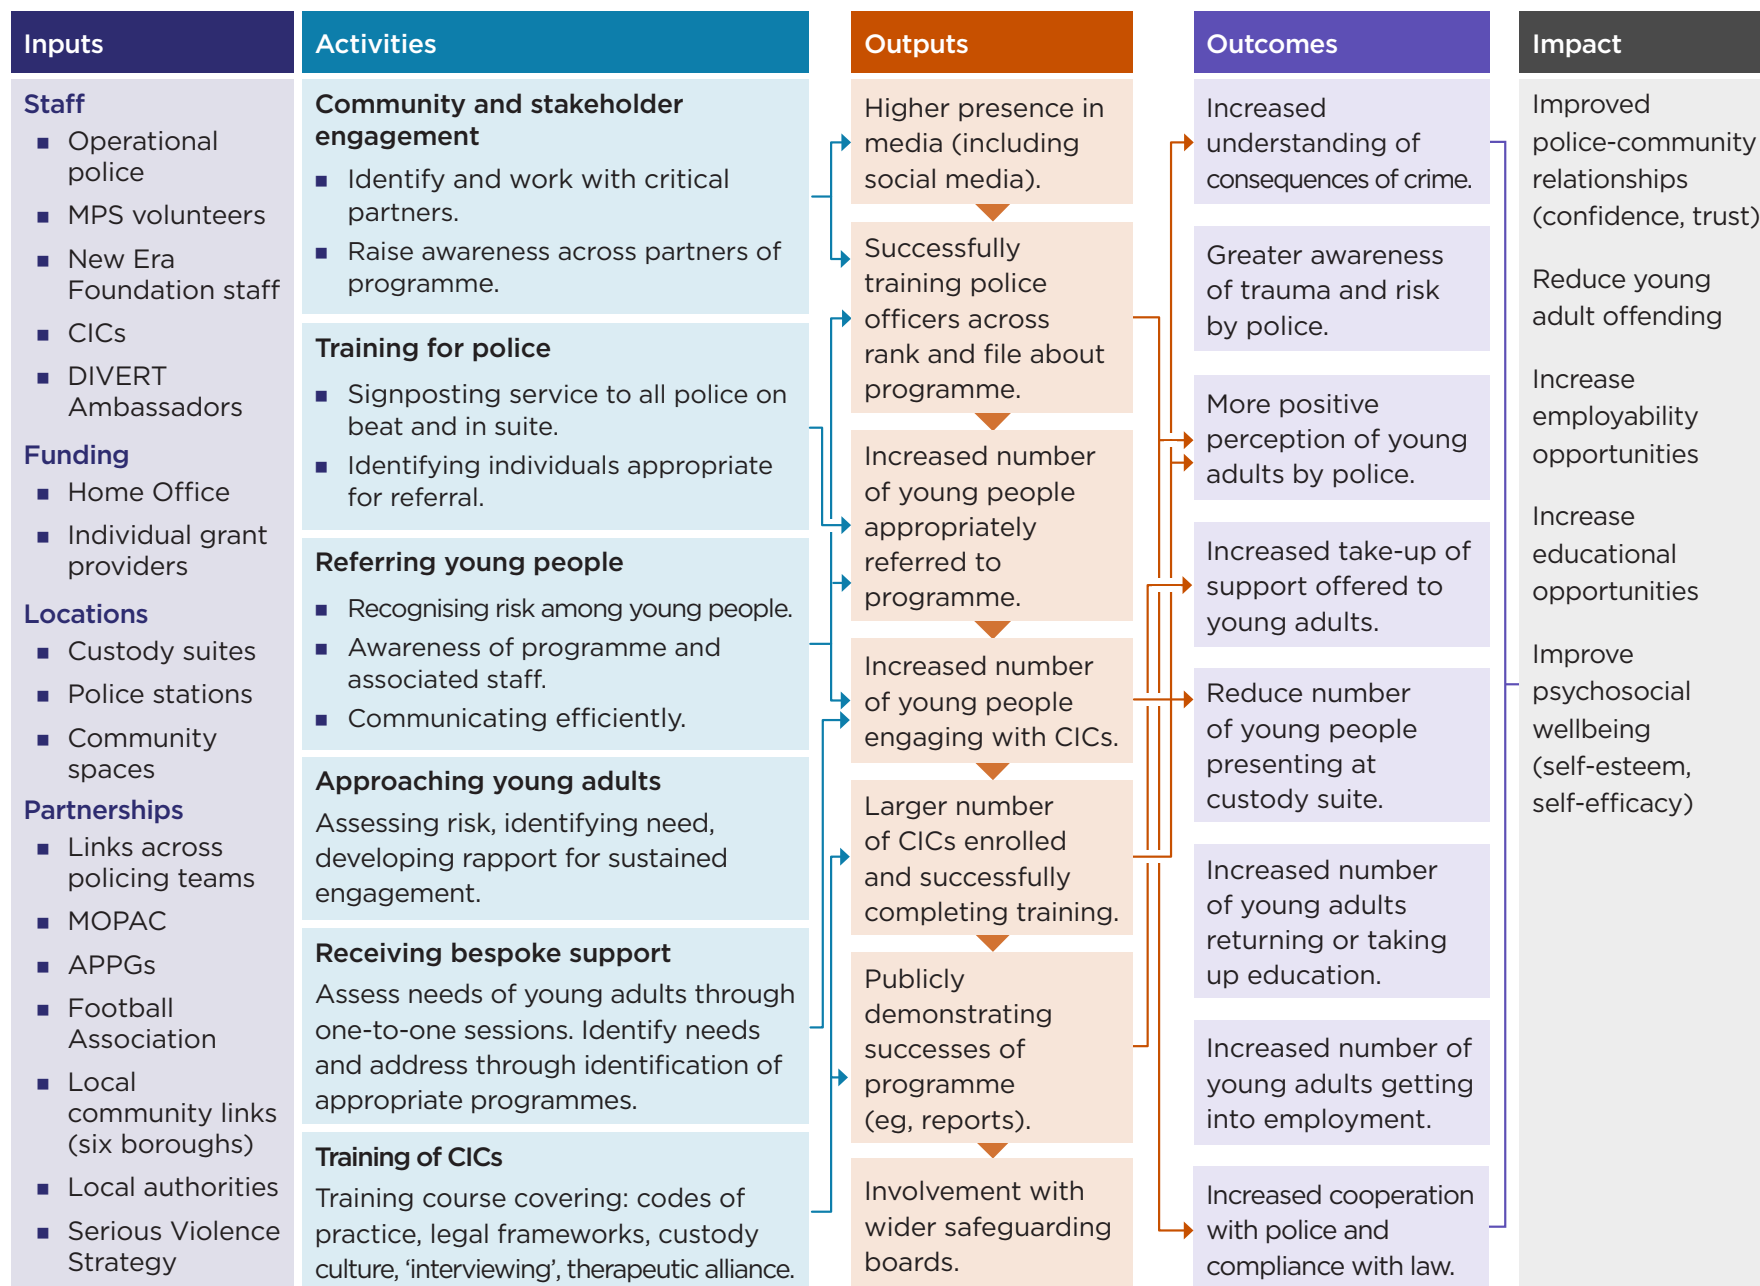 Inputs
Staff
■ Operational
police
■ MPS volunteers
■ New Era
Foundation staff
■ CICs
■ DIVERT
Ambassadors
Funding
■ Home Office
■ Individual grant
providers
Locations
■ Custody suites
■ Police stations
■ Community
spaces
Partnerships
■ Links across
policing teams
■ MOPAC
■ APPGs
■ Football
Association
■ Local
community links
(six boroughs)
■ Local authorities
■ Serious Violence
Strategy
Activities
Community and stakeholder
engagement
■ Identify and work with critical
partners.
■ Raise awareness across partners of
programme.
Training for police
■ Signposting service to all police on
beat and in suite.
■ Identifying individuals appropriate
for referral.
Referring young people
■ Recognising risk among young people.
■ Awareness of programme and
associated staff.
■ Communicating efficiently.
Approaching young adults
Assessing risk, identifying need,
developing rapport for sustained
engagement.
Receiving bespoke support
Assess needs of young adults through
one-to-one sessions. Identify needs
and address through identification of
appropriate programmes.
Training of CICs
Training course covering: codes of
practice, legal frameworks, custody
culture, ‘interviewing’, therapeutic alliance.
Outputs
Higher presence in
media (including
social media).
Successfully
training police
officers across
rank and file about
programme.
Increased number
of young people
appropriately
referred to
programme.
Increased number
of young people
engaging with CICs.
Larger number
of CICs enrolled
and successfully
completing training.
Publicly
demonstrating
successes of
programme
(eg, reports).
Involvement with
wider safeguarding
boards.
Outcomes
Increased
understanding of
consequences of crime.
Greater awareness
of trauma and risk
by police.
More positive
perception of young
adults by police.
Increased take-up of
support offered to
young adults.
Reduce number
of young people
presenting at
custody suite.
Increased number
of young adults
returning or taking
up education.
Increased number of
young adults getting
into employment.
Increased cooperation
with police and
compliance with law.
Impact
Improved
police-community
relationships
(confidence, trust)
Reduce young
adult offending
Increase
employability
opportunities
Increase
educational
opportunities
Improve
psychosocial
wellbeing
(self-esteem,
self-efficacy)